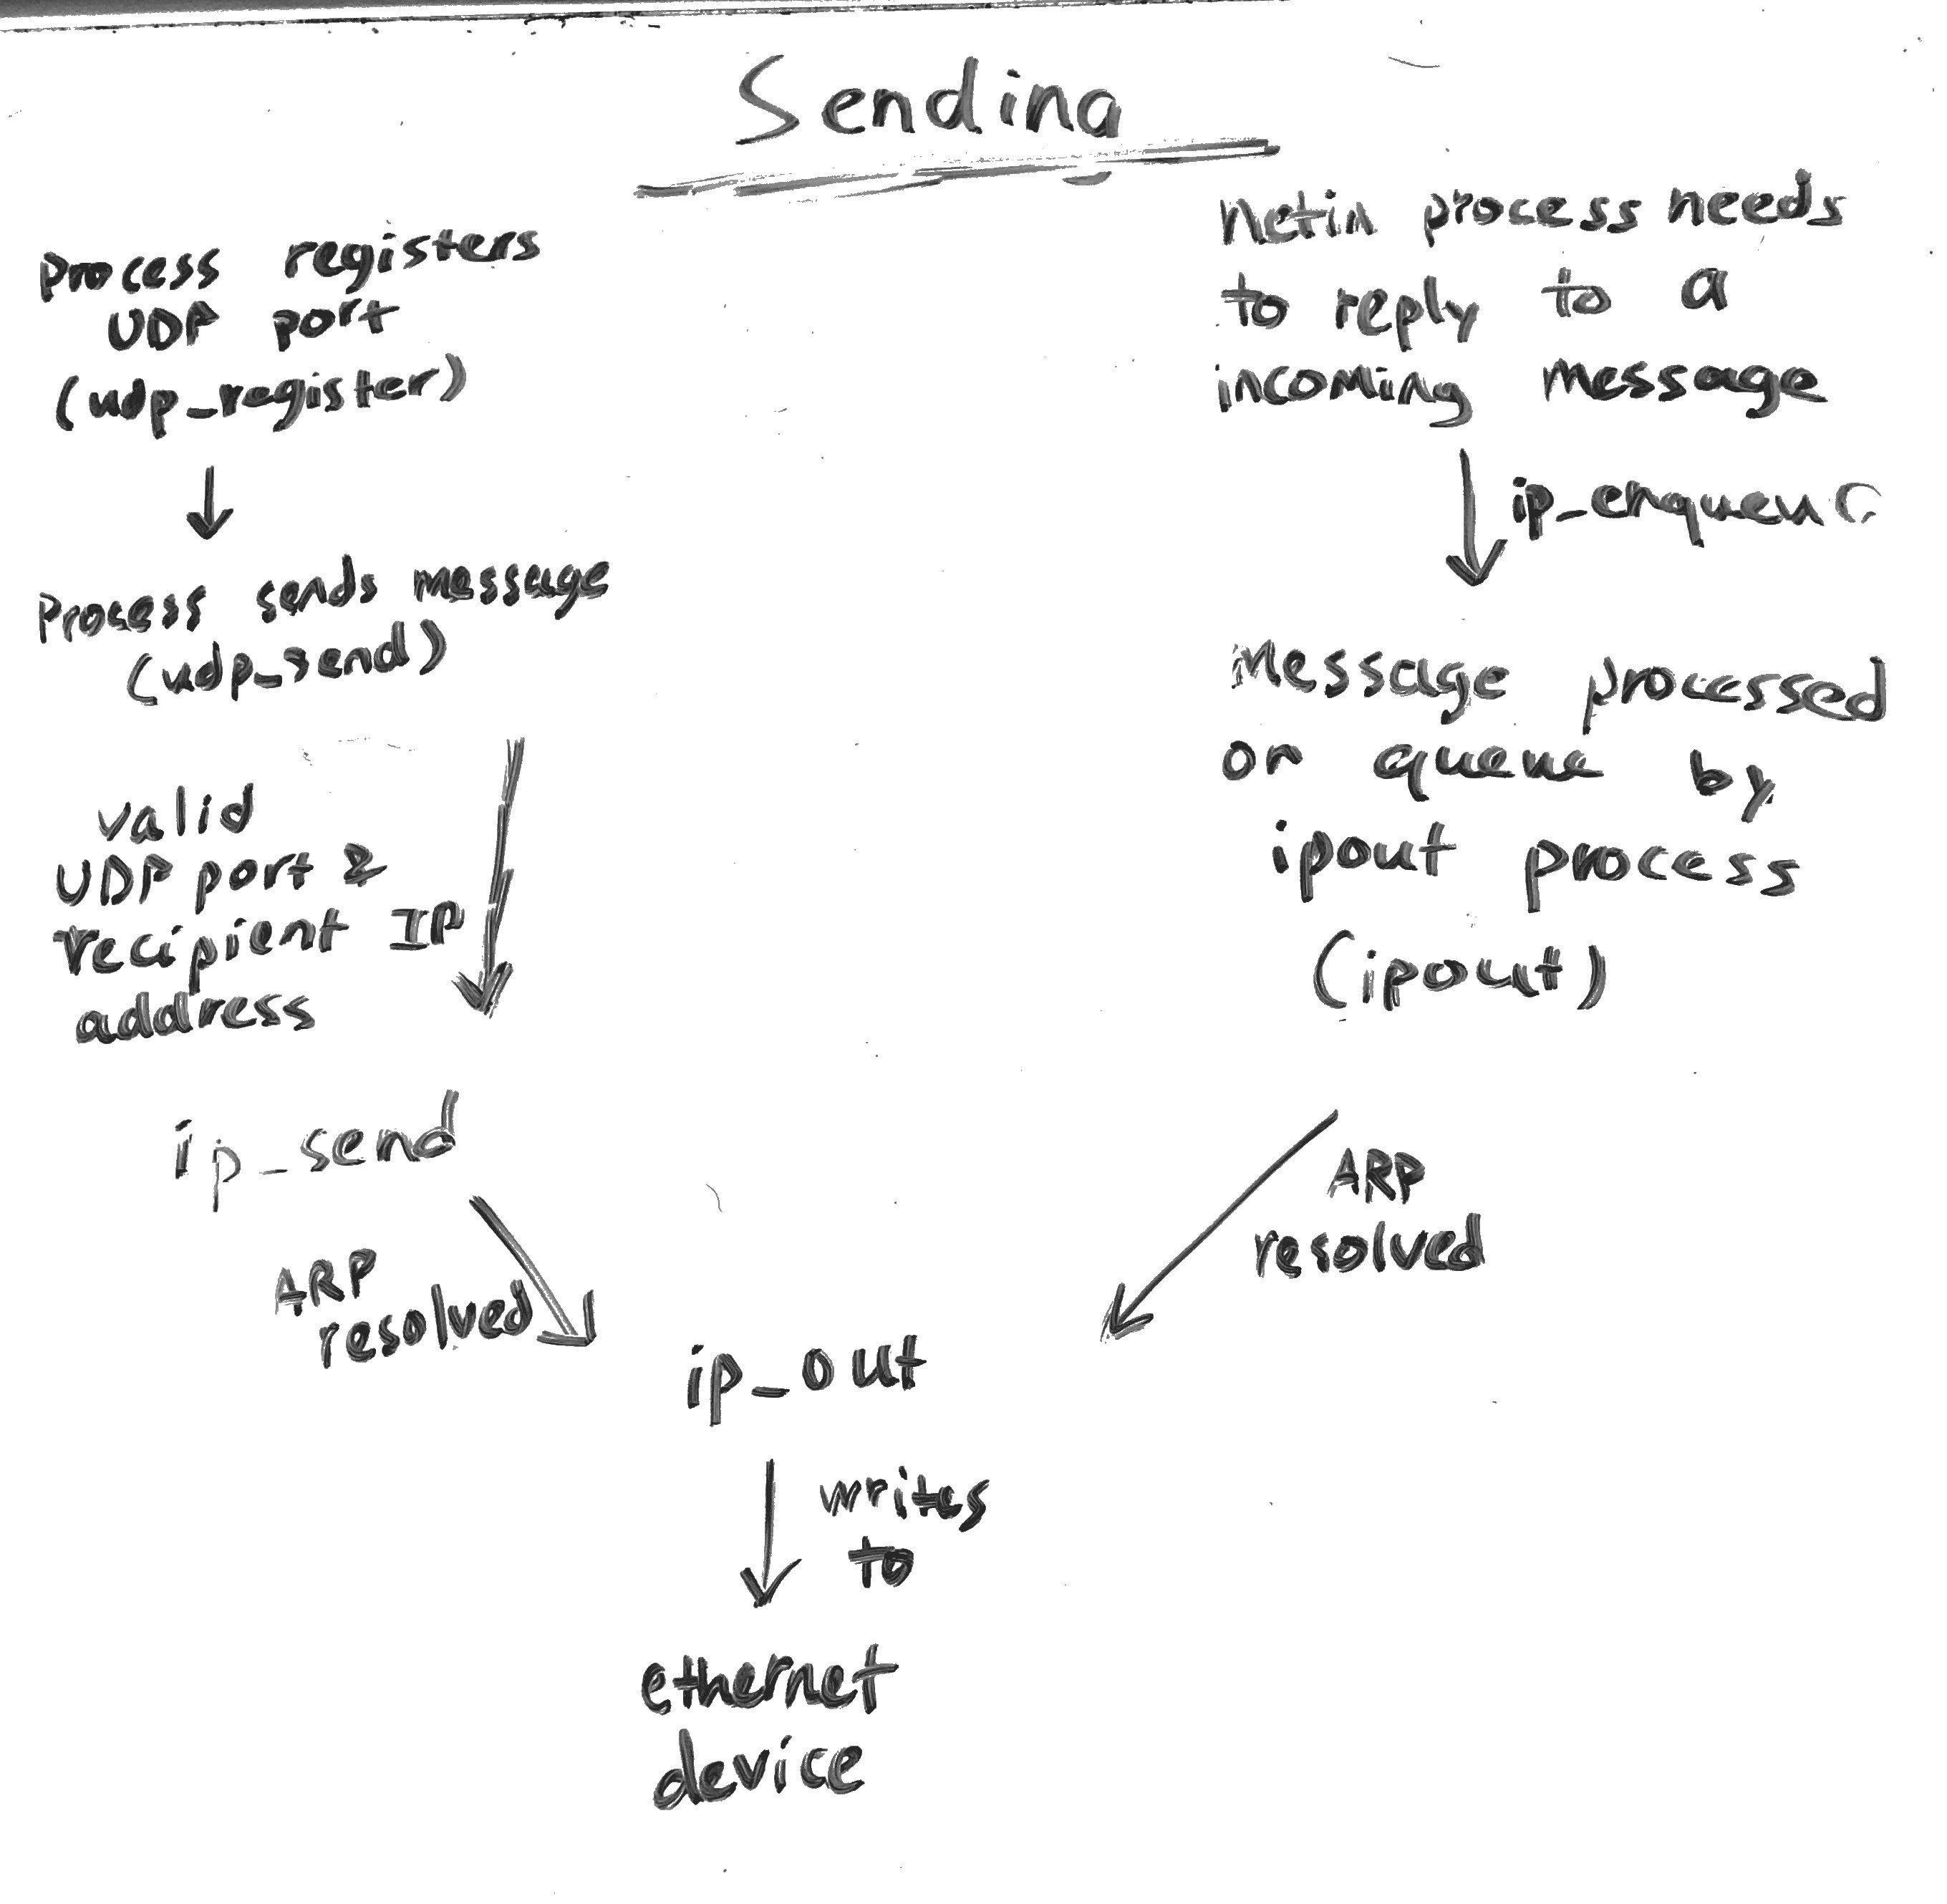 Sending
process registers
UDP port
(udp_register)
process sends message
(udp_send)
valid
UDP port &
recipient IP
address
ip_send
ARP
resolved
netin process needs
to reply to a
incoming message
ip_enqueue
Message processed
on queue by
ipout process
(ipout)
ARP
resolved
ip_out
writes
to
ethernet
device